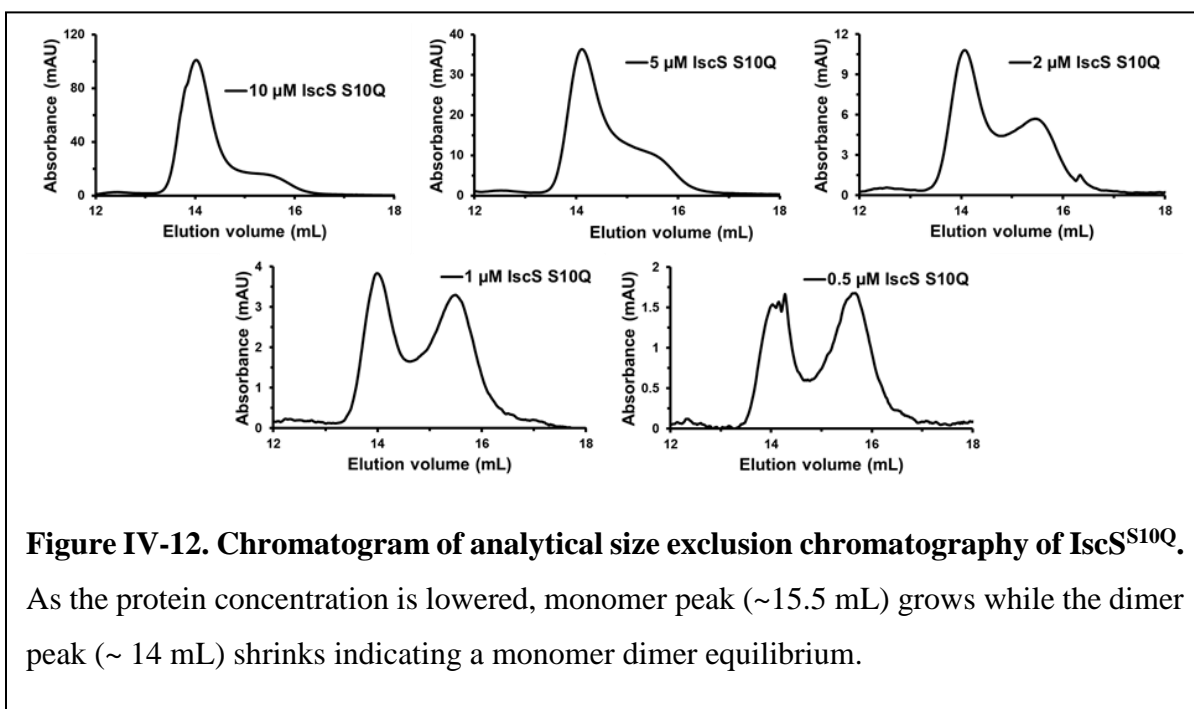 120
80
40
0
Absorbance (mAU)
10 µM IscS S10Q
12 14 16 18
Elution volume (mL)
40
30
20
10
0
Absorbance (mAU)
5 µM IscS S10Q
12 14 16 18
Elution volume (mL)
12
9
6
3
0
Absorbance (mAU)
2 µM IscS S10Q
12 14 16 18
Elution volume (mL)
4
3
2
1
0
Absorbance (mAU)
1 µM IscS S10Q
12 14 16 18
Elution volume (mL)
2
1.5
1
0.5
0
Absorbance (mAU)
0.5 µM IscS S10Q
12 14 16 18
Elution volume (mL)
Figure IV-12. Chromatogram of analytical size exclusion chromatography of IscS^S10Q.
As the protein concentration is lowered, monomer peak (~15.5 mL) grows while the dimer
peak (~ 14 mL) shrinks indicating a monomer dimer equilibrium.